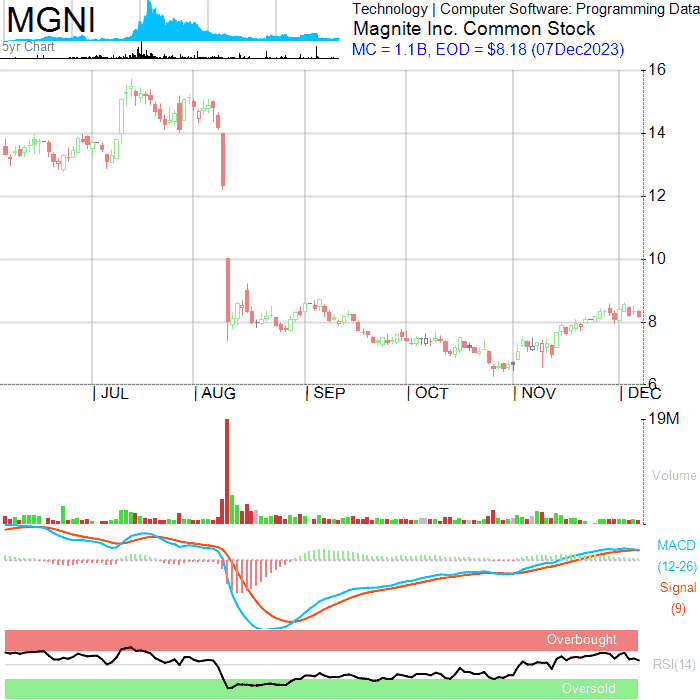 MGNI
5yr Chart
Technology | Computer Software: Programming Data
Magnite Inc. Common Stock
MC = 1.1B, EOD = $8.18 (07Dec2023)
16
14
12
10
8
6
JUL AUG SEP OCT NOV DEC
19M
Volume
MACD
(12-26)
Signal
(9)
Overbought
RSI(14)
Oversold